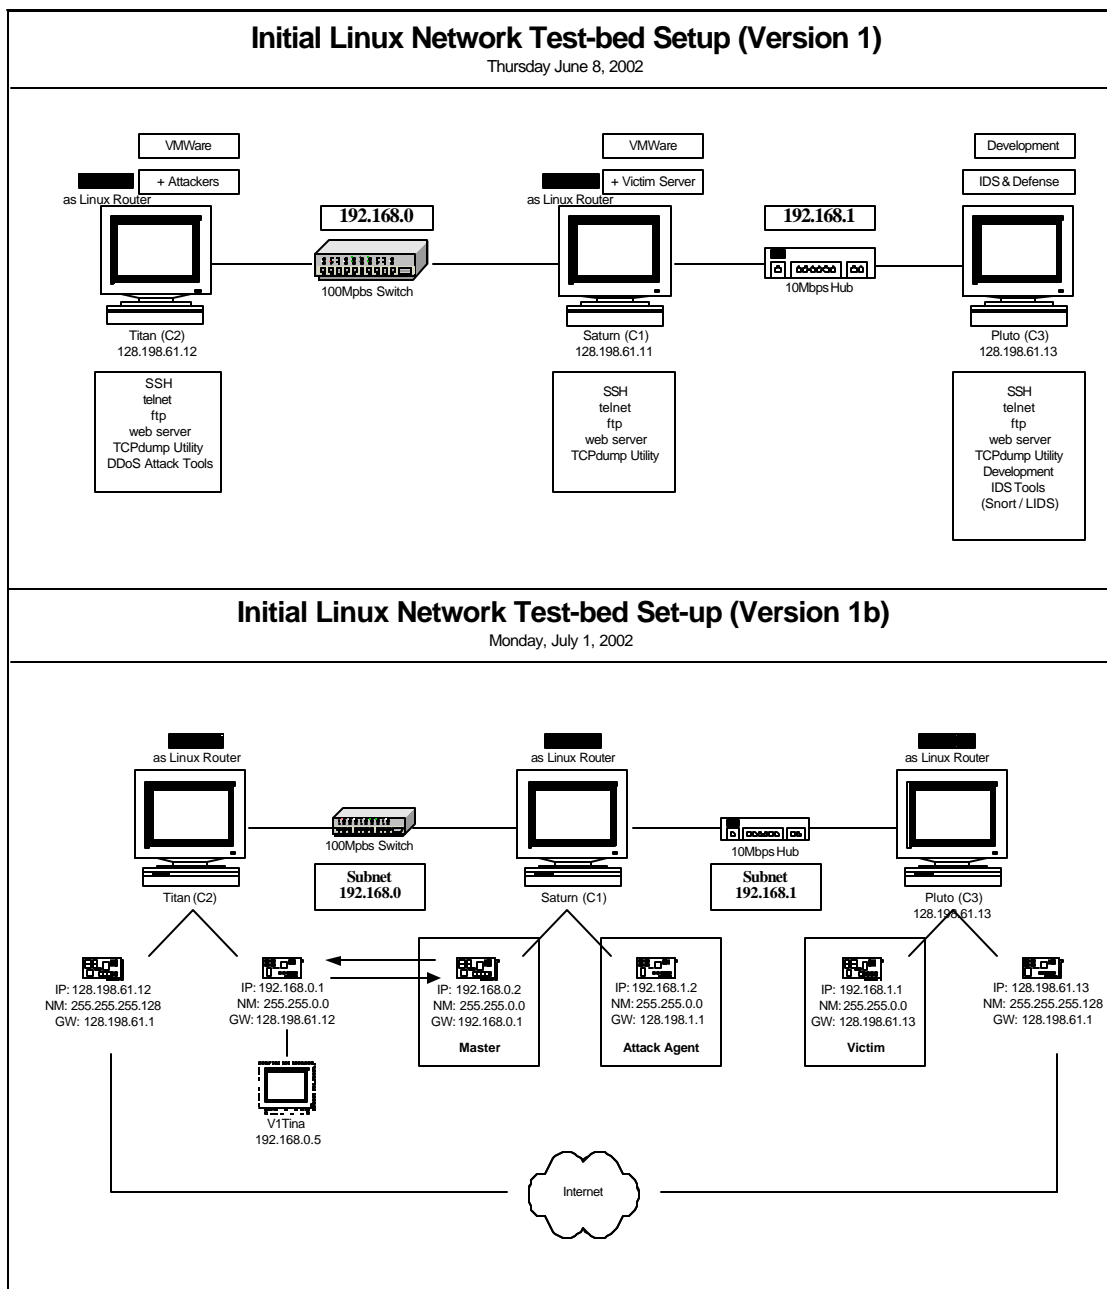 Initial Linux Network Test-bed Setup (Version 1)
Thursday June 8, 2002
VMWare
+ Attackers
as Linux Router
VMWare
+ Victim Server
as Linux Router
Development
IDS & Defense
192.168.0
192.168.1
100Mpbs Switch
10Mbps Hub
Titan (C2)
128.198.61.12
Saturn (C1)
128.198.61.11
Pluto (C3)
128.198.61.13
SSH
telnet
ftp
web server
TCPdump Utility
DDoS Attack Tools
SSH
telnet
ftp
web server
TCPdump Utility
SSH
telnet
ftp
web server
TCPdump Utility
Development
IDS Tools
(Snort / LIDS)
Initial Linux Network Test-bed Set-up (Version 1b)
Monday, July 1, 2002
as Linux Router
as Linux Router
as Linux Router
100Mpbs Switch
10Mbps Hub
Subnet
192.168.0
Subnet
192.168.1
Titan (C2)
Saturn (C1)
Pluto (C3)
128.198.61.13
IP: 128.198.61.12
NM: 255.255.255.128
GW: 128.198.61.1
IP: 192.168.0.1
NM: 255.255.0.0
GW: 128.198.61.12
IP: 192.168.0.2
NM: 255.255.0.0
GW: 192.168.0.1
Master
IP: 192.168.1.2
NM: 255.255.0.0
GW: 128.198.1.1
Attack Agent
IP: 192.168.1.1
NM: 255.255.0.0
GW: 128.198.61.13
Victim
IP: 128.198.61.13
NM: 255.255.255.128
GW: 128.198.61.1
V1Tina
192.168.0.5
Internet